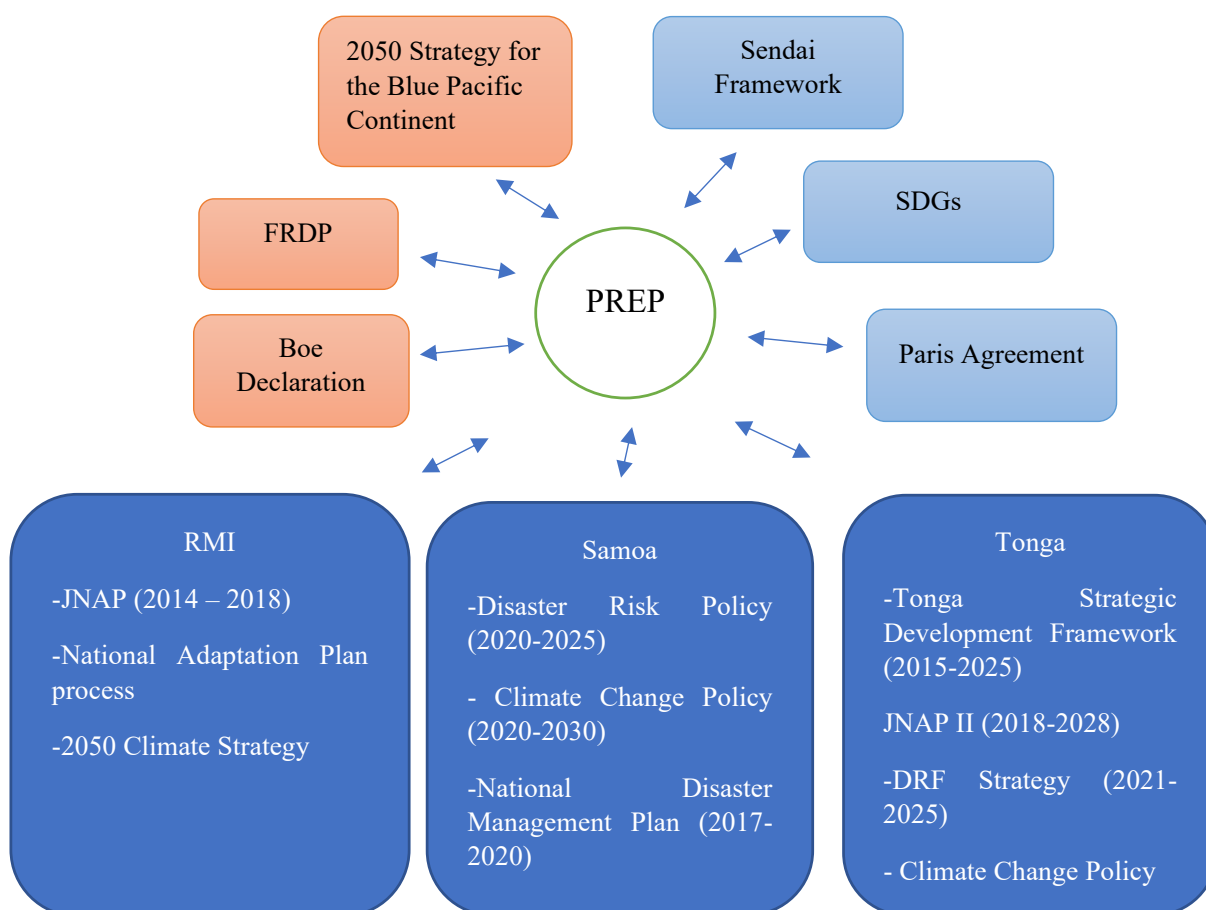 2050 Strategy for
the Blue Pacific
Continent
Sendai
Framework
FRDP
SDGs
PREP
Boe
Declaration
Paris Agreement
RMI
-JNAP (2014 – 2018)
-National Adaptation Plan
process
-2050 Climate Strategy
Samoa
-Disaster Risk Policy
(2020-2025)
- Climate Change Policy
(2020-2030)
-National Disaster
Management Plan (2017-
2020)
Tonga
-Tonga Strategic
Development Framework
(2015-2025)
JNAP II (2018-2028)
-DRF Strategy (2021-
2025)
- Climate Change Policy